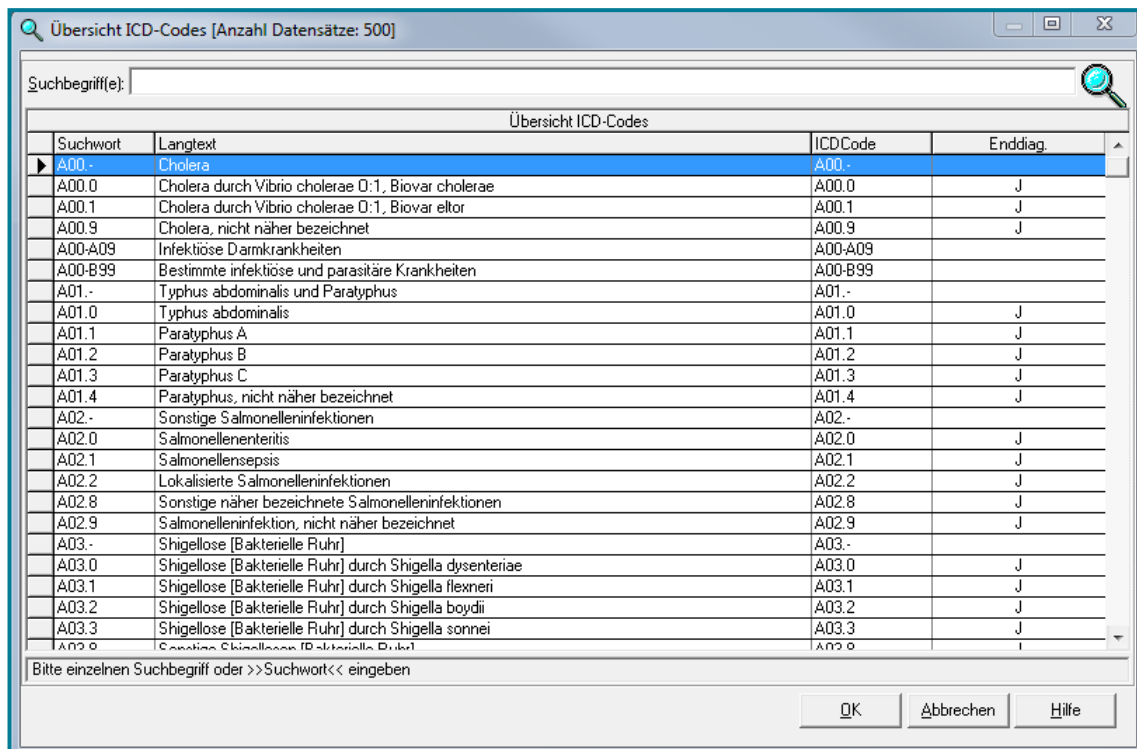 Übersicht ICD-Codes [Anzahl Datensätze: 500]
Suchbegriff(e):
Übersicht ICD-Codes
Suchwort Langtext ICDCode Enddiag.
A00.- Cholera A00.-
A00.0 Cholera durch Vibrio cholerae O:1, Biovar cholerae A00.0 J
A00.1 Cholera durch Vibrio cholerae O:1, Biovar eltor A00.1 J
A00.9 Cholera, nicht näher bezeichnet A00.9 J
A00-A09 Infektiöse Darmkrankheiten A00-A09
A00-B99 Bestimmte infektiöse und parasitäre Krankheiten A00-B99
A01.- Typhus abdominalis und Paratyphus A01.-
A01.0 Typhus abdominalis A01.0 J
A01.1 Paratyphus A A01.1 J
A01.2 Paratyphus B A01.2 J
A01.3 Paratyphus C A01.3 J
A01.4 Paratyphus, nicht näher bezeichnet A01.4 J
A02.- Sonstige Salmonelleninfektionen A02.-
A02.0 Salmonellenenteritis A02.0 J
A02.1 Salmonellensepsis A02.1 J
A02.2 Lokalisierte Salmonelleninfektionen A02.2 J
A02.8 Sonstige näher bezeichnete Salmonelleninfektionen A02.8 J
A02.9 Salmonelleninfektion, nicht näher bezeichnet A02.9 J
A03.- Shigellose [Bakterielle Ruhr] A03.-
A03.0 Shigellose [Bakterielle Ruhr] durch Shigella dysenteriae A03.0 J
A03.1 Shigellose [Bakterielle Ruhr] durch Shigella flexneri A03.1 J
A03.2 Shigellose [Bakterielle Ruhr] durch Shigella boydii A03.2 J
A03.3 Shigellose [Bakterielle Ruhr] durch Shigella sonnei A03.3 J
A03.8 Sonstige Shigellosen [Bakterielle Ruhr] A03.8 J
Bitte einzelnen Suchbegriff oder >>Suchwort<< eingeben
OK Abbrechen Hilfe